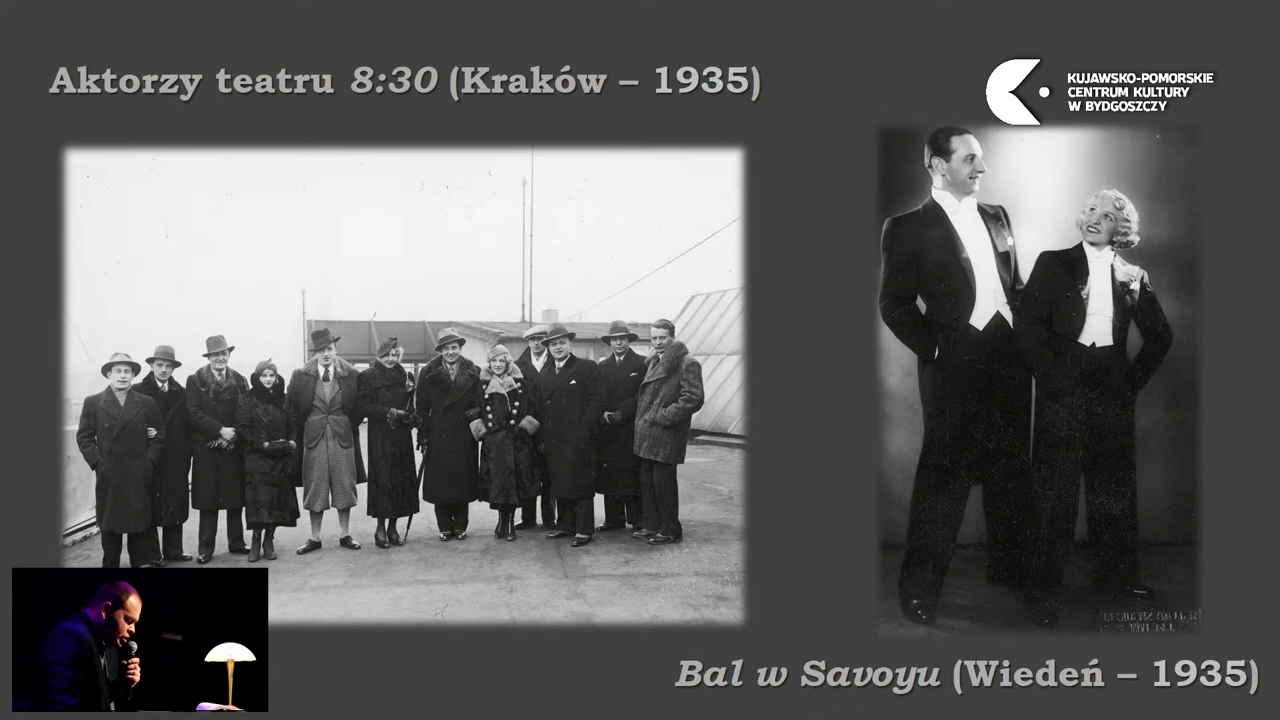 Aktorzy teatru 8:30 (Kraków – 1935)
KUJAWSKO-POMORSKIE
CENTRUM KULTURY
W BYDGOSZCZY
Bal w Savoyu (Wiedeń – 1935)